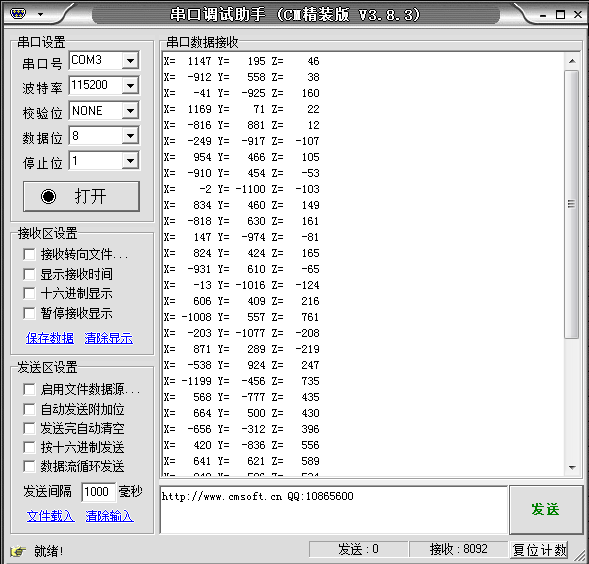 串口调试助手 (CM精装版 V3.8.3)
串口设置
串口号 COM3
波特率 115200
校验位 NONE
数据位 8
停止位 1
打开
接收区设置
接收转向文件...
显示接收时间
十六进制显示
暂停接收显示
保存数据 清除显示
发送区设置
启用文件数据源...
自动发送附加位
发送完自动清空
按十六进制发送
数据流循环发送
发送间隔 1000 毫秒
文件载入 清除输入
串口数据接收
X= 1147 Y= 195 Z= 46
X= -912 Y= 558 Z= 38
X= -41 Y= -925 Z= 160
X= 1169 Y= 71 Z= 22
X= -816 Y= 881 Z= 12
X= -249 Y= -917 Z= -107
X= 954 Y= 466 Z= 105
X= -910 Y= 454 Z= -53
X= -2 Y= -1100 Z= -103
X= 834 Y= 460 Z= 149
X= -818 Y= 630 Z= 161
X= 147 Y= -974 Z= -81
X= 824 Y= 424 Z= 165
X= -931 Y= 610 Z= -65
X= -13 Y= -1016 Z= -124
X= 606 Y= 409 Z= 216
X= -1008 Y= 557 Z= 761
X= -203 Y= -1077 Z= -208
X= 871 Y= 289 Z= -219
X= -538 Y= 924 Z= 247
X= -1199 Y= -456 Z= 735
X= 568 Y= -777 Z= 435
X= 664 Y= 500 Z= 430
X= -656 Y= -312 Z= 396
X= 420 Y= -836 Z= 556
X= 641 Y= 621 Z= 589
http://www.cmsoft.cn QQ:10865600
发送
就绪!
发送 : 0
接收 : 8092
复位计数